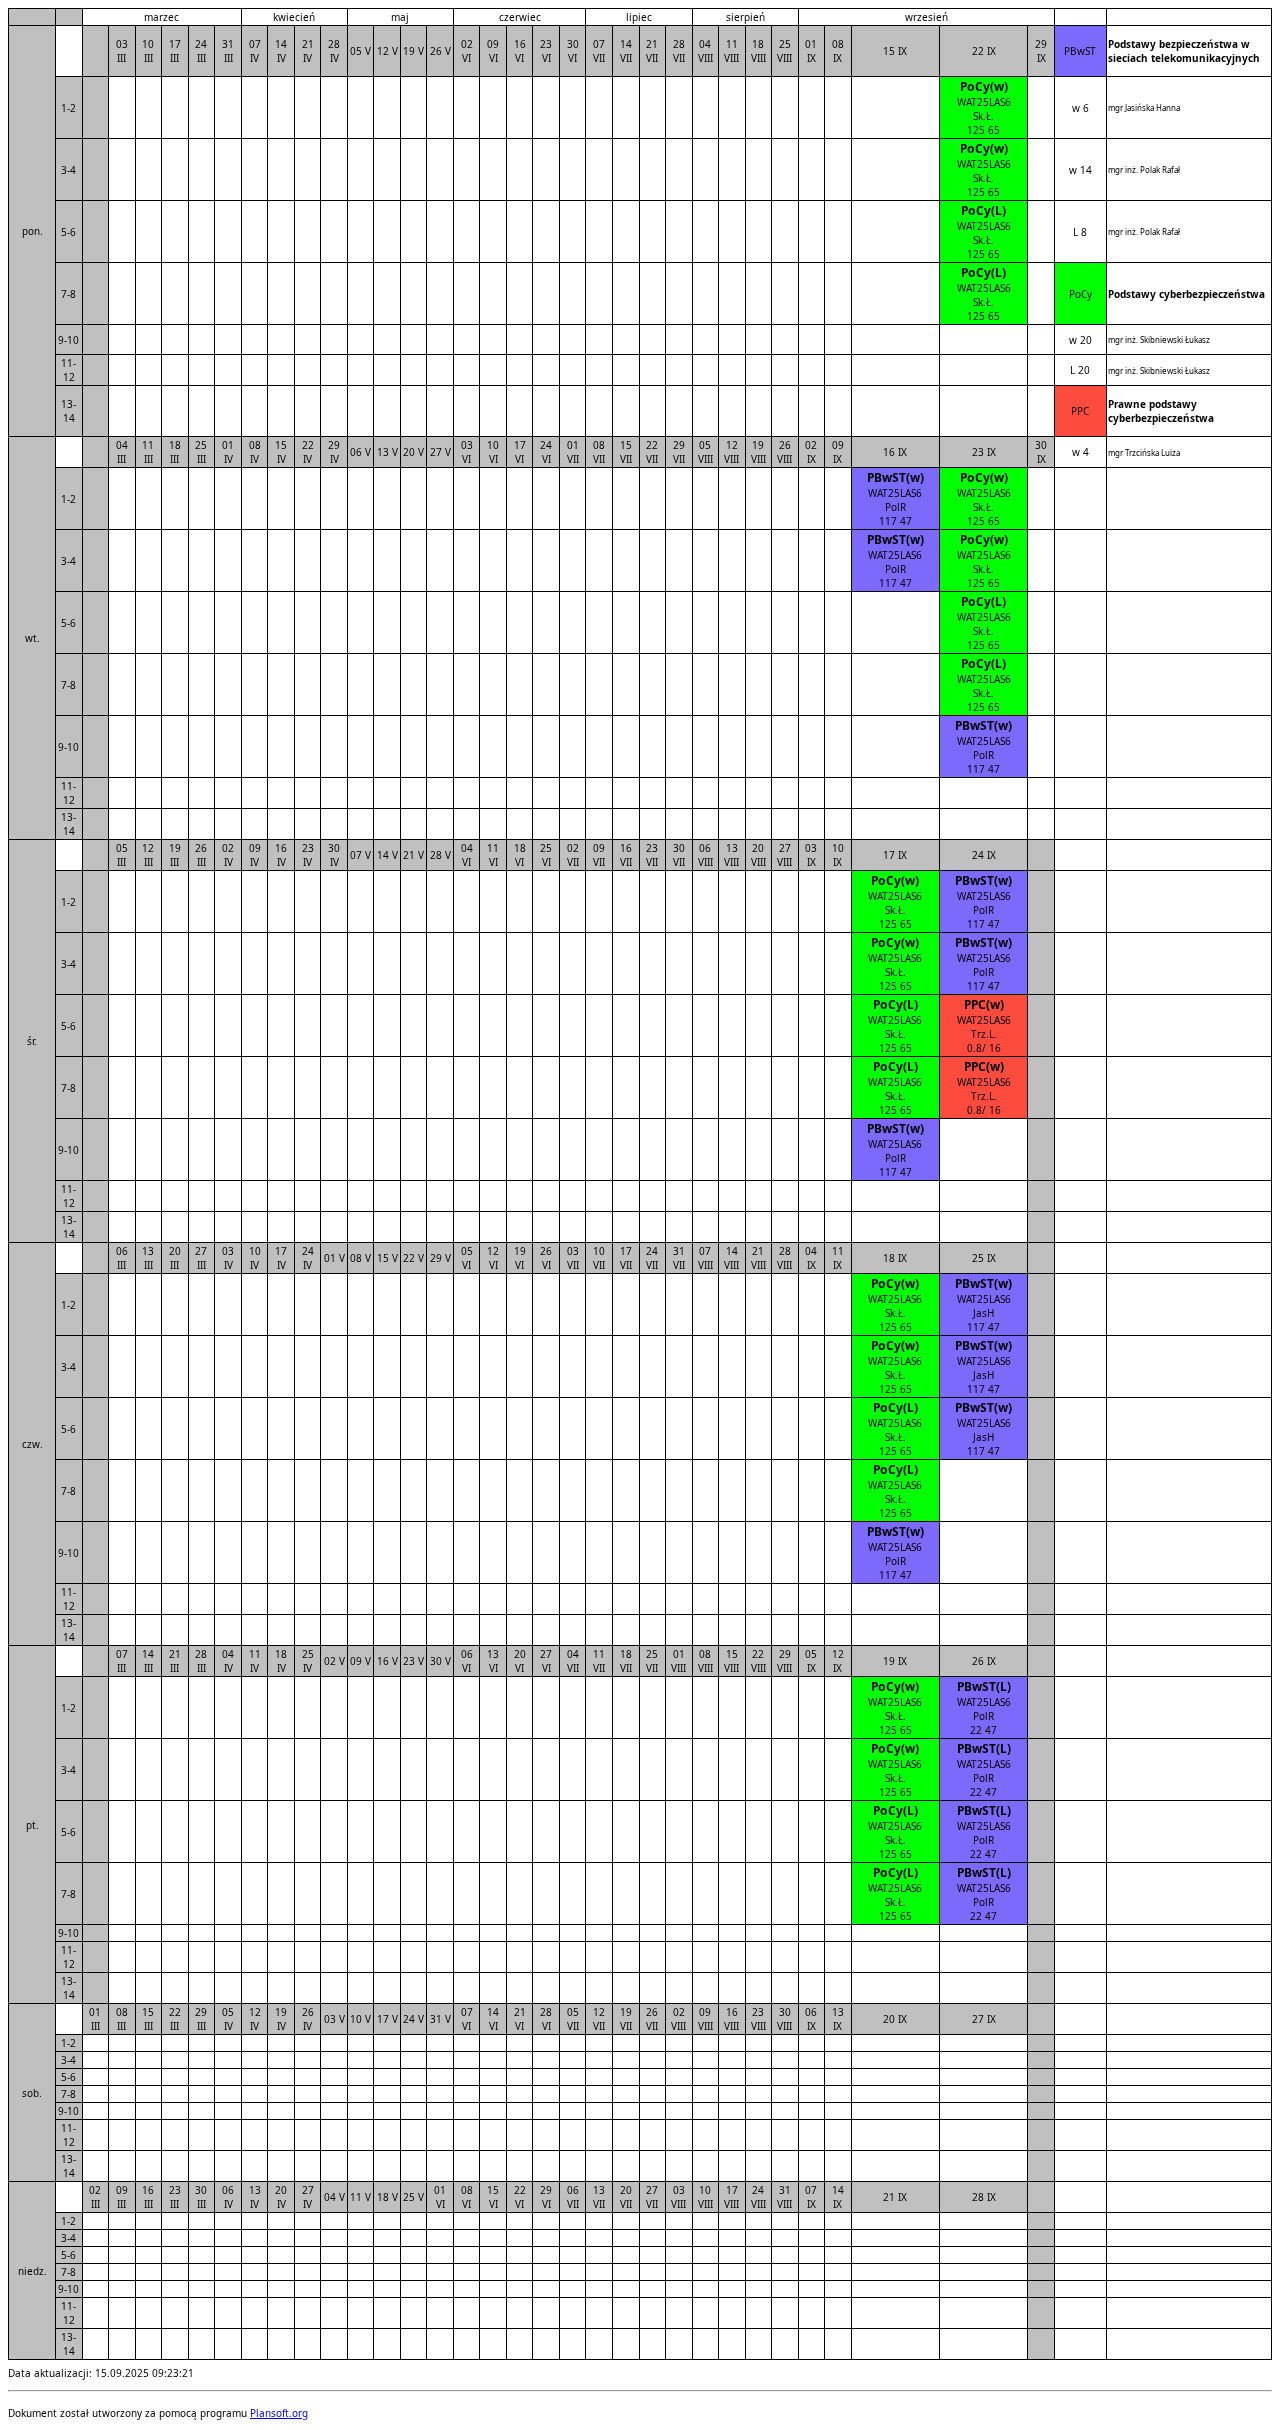 marzec kwiecień maj czerwiec lipiec sierpień wrzesień
pon. 03 III 10 III 17 III 24 III 31 III 07 IV 14 IV 21 IV 28 IV 05 V 12 V 19 V 26 V 02 VI 09 VI 16 VI 23 VI 30 VI 07 VII 14 VII 21 VII 28 VII 04 VIII 11 VIII 18 VIII 25 VIII 01 IX 08 IX 15 IX 22 IX 29 IX PBwST Podstawy bezpieczeństwa w sieciach telekomunikacyjnych
1-2 PoCy(w) WAT25LAS6 Sk.Ł. 125 65 w 6 mgr Jasińska Hanna
3-4 PoCy(w) WAT25LAS6 Sk.Ł. 125 65 w 14 mgr inż. Polak Rafał
5-6 PoCy(L) WAT25LAS6 Sk.Ł. 125 65 L 8 mgr inż. Polak Rafał
7-8 PoCy(L) WAT25LAS6 Sk.Ł. 125 65 PoCy Podstawy cyberbezpieczeństwa
9-10 w 20 mgr inż. Skibniewski Łukasz
11-12 L 20 mgr inż. Skibniewski Łukasz
13-14 PPC Prawne podstawy cyberbezpieczeństwa
wt. 04 III 11 III 18 III 25 III 01 IV 08 IV 15 IV 22 IV 29 IV 06 V 13 V 20 V 27 V 03 VI 10 VI 17 VI 24 VI 01 VII 08 VII 15 VII 22 VII 29 VII 05 VIII 12 VIII 19 VIII 26 VIII 02 IX 09 IX 16 IX 23 IX 30 IX w 4 mgr Trzcińska Luiza
1-2 PBwST(w) WAT25LAS6 PolR 117 47 PoCy(w) WAT25LAS6 Sk.Ł. 125 65
3-4 PBwST(w) WAT25LAS6 PolR 117 47 PoCy(w) WAT25LAS6 Sk.Ł. 125 65
5-6 PoCy(L) WAT25LAS6 Sk.Ł. 125 65
7-8 PoCy(L) WAT25LAS6 Sk.Ł. 125 65
9-10 PBwST(w) WAT25LAS6 PolR 117 47
11-12
13-14
śr. 05 III 12 III 19 III 26 III 02 IV 09 IV 16 IV 23 IV 30 IV 07 V 14 V 21 V 28 V 04 VI 11 VI 18 VI 25 VI 02 VII 09 VII 16 VII 23 VII 30 VII 06 VIII 13 VIII 20 VIII 27 VIII 03 IX 10 IX 17 IX 24 IX
1-2 PoCy(w) WAT25LAS6 Sk.Ł. 125 65 PBwST(w) WAT25LAS6 PolR 117 47
3-4 PoCy(w) WAT25LAS6 Sk.Ł. 125 65 PBwST(w) WAT25LAS6 PolR 117 47
5-6 PoCy(L) WAT25LAS6 Sk.Ł. 125 65 PPC(w) WAT25LAS6 Trz.L. 0.8/ 16
7-8 PoCy(L) WAT25LAS6 Sk.Ł. 125 65 PPC(w) WAT25LAS6 Trz.L. 0.8/ 16
9-10 PBwST(w) WAT25LAS6 PolR 117 47
11-12
13-14
czw. 06 III 13 III 20 III 27 III 03 IV 10 IV 17 IV 24 IV 01 V 08 V 15 V 22 V 29 V 05 VI 12 VI 19 VI 26 VI 03 VII 10 VII 17 VII 24 VII 31 VII 07 VIII 14 VIII 21 VIII 28 VIII 04 IX 11 IX 18 IX 25 IX
1-2 PoCy(w) WAT25LAS6 Sk.Ł. 125 65 PBwST(w) WAT25LAS6 JasH 117 47
3-4 PoCy(w) WAT25LAS6 Sk.Ł. 125 65 PBwST(w) WAT25LAS6 JasH 117 47
5-6 PoCy(L) WAT25LAS6 Sk.Ł. 125 65 PBwST(w) WAT25LAS6 JasH 117 47
7-8 PoCy(L) WAT25LAS6 Sk.Ł. 125 65
9-10 PBwST(w) WAT25LAS6 PolR 117 47
11-12
13-14
pt. 07 III 14 III 21 III 28 III 04 IV 11 IV 18 IV 25 IV 02 V 09 V 16 V 23 V 30 V 06 VI 13 VI 20 VI 27 VI 04 VII 11 VII 18 VII 25 VII 01 VIII 08 VIII 15 VIII 22 VIII 29 VIII 05 IX 12 IX 19 IX 26 IX
1-2 PoCy(w) WAT25LAS6 Sk.Ł. 125 65 PBwST(L) WAT25LAS6 PolR 22 47
3-4 PoCy(w) WAT25LAS6 Sk.Ł. 125 65 PBwST(L) WAT25LAS6 PolR 22 47
5-6 PoCy(L) WAT25LAS6 Sk.Ł. 125 65 PBwST(L) WAT25LAS6 PolR 22 47
7-8 PoCy(L) WAT25LAS6 Sk.Ł. 125 65 PBwST(L) WAT25LAS6 PolR 22 47
9-10
11-12
13-14
sob. 01 III 08 III 15 III 22 III 29 III 05 IV 12 IV 19 IV 26 IV 03 V 10 V 17 V 24 V 31 V 07 VI 14 VI 21 VI 28 VI 05 VII 12 VII 19 VII 26 VII 02 VIII 09 VIII 16 VIII 23 VIII 30 VIII 06 IX 13 IX 20 IX 27 IX
1-2
3-4
5-6
7-8
9-10
11-12
13-14
niedz. 02 III 09 III 16 III 23 III 30 III 06 IV 13 IV 20 IV 27 IV 04 V 11 V 18 V 25 V 01 VI 08 VI 15 VI 22 VI 29 VI 06 VII 13 VII 20 VII 27 VII 03 VIII 10 VIII 17 VIII 24 VIII 31 VIII 07 IX 14 IX 21 IX 28 IX
1-2
3-4
5-6
7-8
9-10
11-12
13-14
Data aktualizacji: 15.09.2025 09:23:21
Dokument został utworzony za pomocą programu Plansoft.org